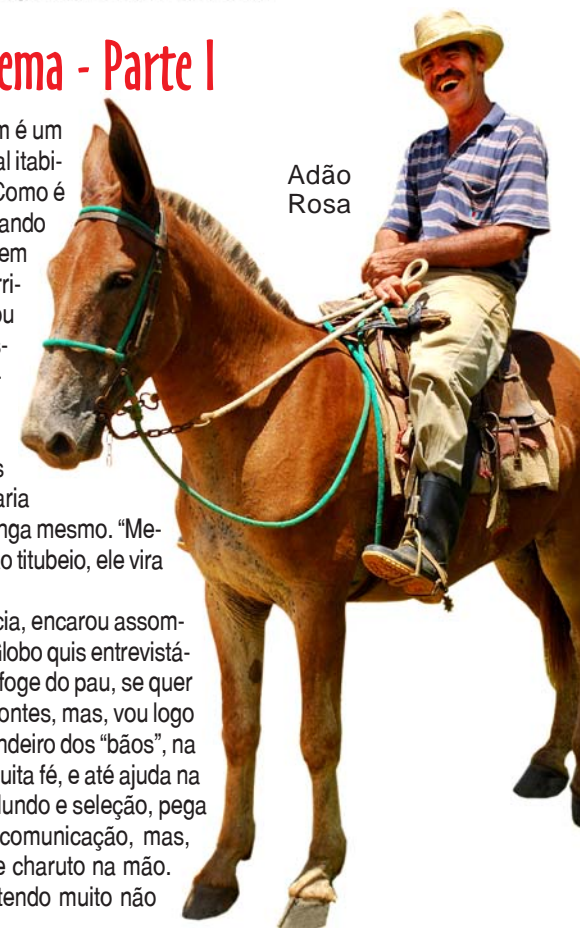 ema - Parte I
m é um
al itabi-
Como é
ando
em
rri-
ou
s-
s
aria
nga mesmo. “Me-
o titubeio, ele vira
cia, encarou assom-
Globo quis entrevistá-
foge do pau, se quer
ontes, mas, vou logo
ndeiro dos “bãos”, na
uita fé, e até ajuda na
lundo e seleção, pega
comunicação, mas,
e charuto na mão.
tendo muito não
Adão
Rosa